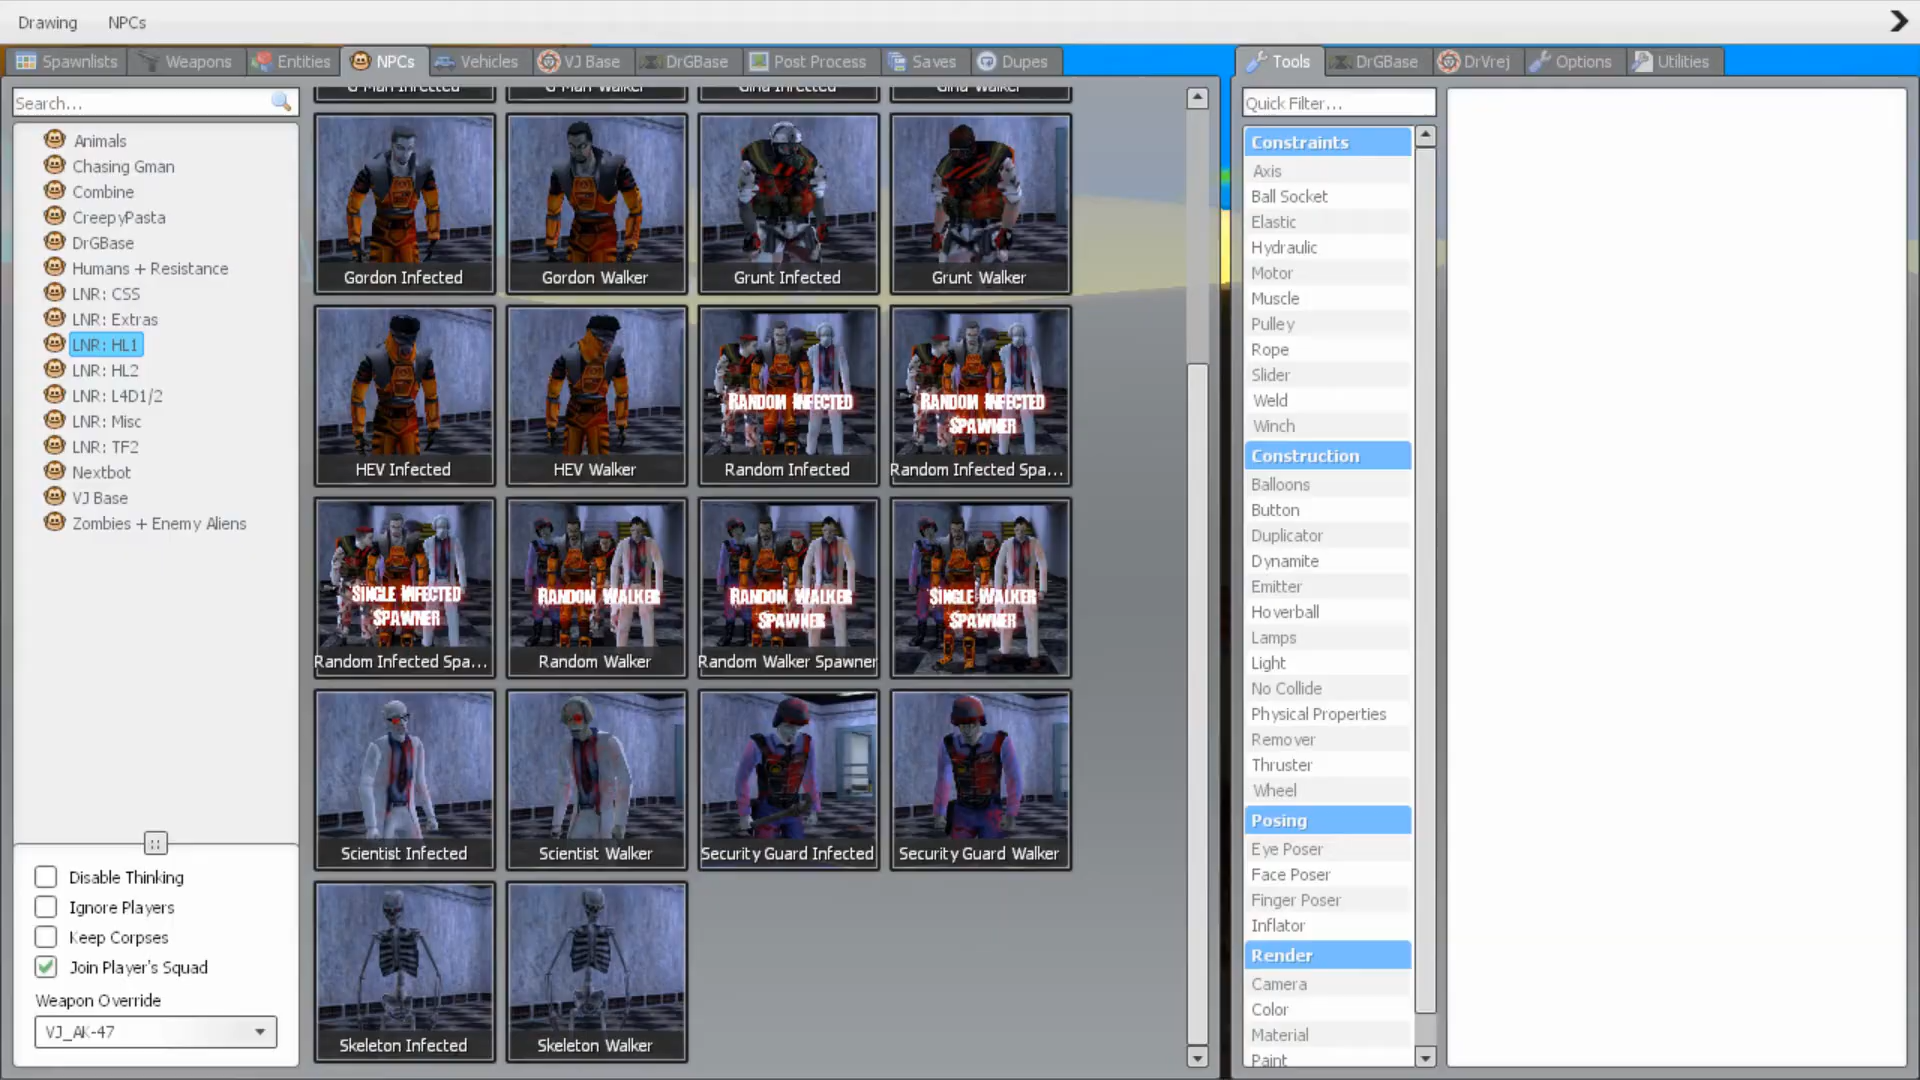 Drawing NPCs
Spawnlists Weapons Entities NPCs Vehicles VJ Base DrGBase Post Process Saves Dupes
Tools DrGBase DrVrej Options Utilities
Search...
Animals
Chasing Gman
Combine
CreepyPasta
DrGBase
Humans + Resistance
LNR: CSS
LNR: Extras
LNR: HL1
LNR: HL2
LNR: L4D1/2
LNR: Misc
LNR: TF2
Nextbot
VJ Base
Zombies + Enemy Aliens
Disable Thinking
Ignore Players
Keep Corpses
Join Player's Squad
Weapon Override
VJ_AK-47
G-Man Infected G-Man Walker Gina Infected Gina Walker
Gordon Infected Gordon Walker Grunt Infected Grunt Walker
RANDOM INFECTED
RANDOM INFECTED
SPAWNER
HEV Infected HEV Walker Random Infected Random Infected Spa...
SINGLE INFECTED
SPAWNER
RANDOM WALKER
RANDOM WALKER
SPAWNER
SINGLE WALKER
SPAWNER
Random Infected Spa... Random Walker Random Walker Spawner
Scientist Infected Scientist Walker Security Guard Infected Security Guard Walker
Skeleton Infected Skeleton Walker
Quick Filter...
Constraints
Axis
Ball Socket
Elastic
Hydraulic
Motor
Muscle
Pulley
Rope
Slider
Weld
Winch
Construction
Balloons
Button
Duplicator
Dynamite
Emitter
Hoverball
Lamps
Light
No Collide
Physical Properties
Remover
Thruster
Wheel
Posing
Eye Poser
Face Poser
Finger Poser
Inflator
Render
Camera
Color
Material
Paint